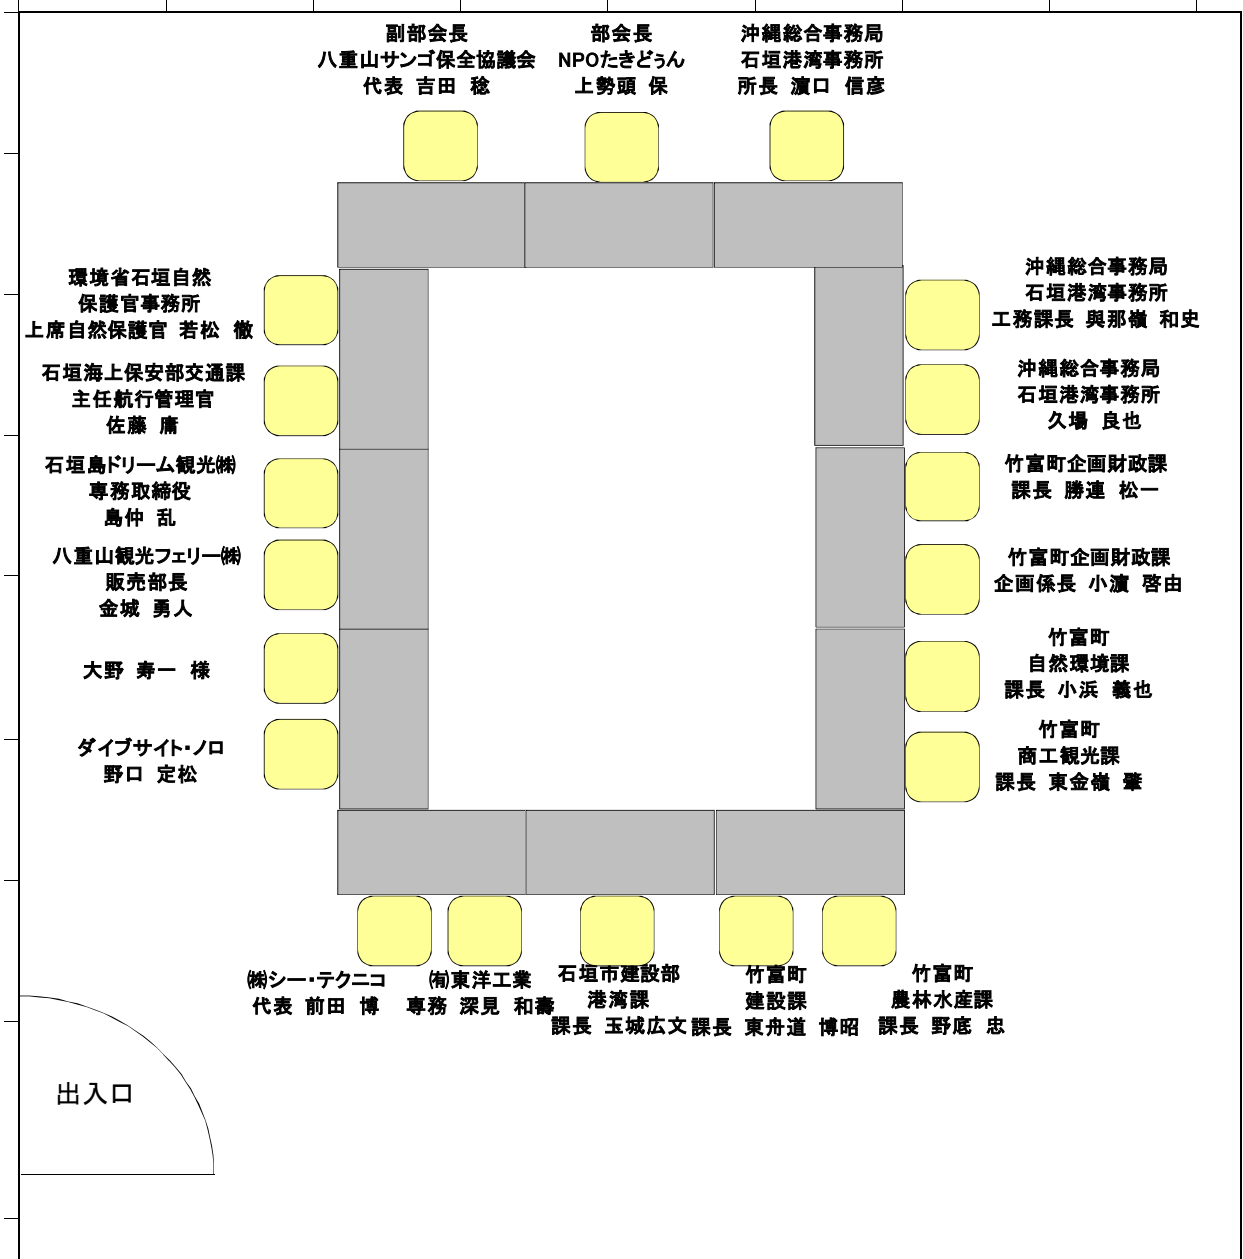 副部会長
八重山サンゴ保全協議会
代表 吉田 稔
部会長
NPOたきどぅん
上勢頭 保
沖縄総合事務局
石垣港湾事務所
所長 濵口 信彦
環境省石垣自然
保護官事務所
上席自然保護官 若松 徹
石垣海上保安部交通課
主任航行管理官
佐藤 庸
石垣島ドリーム観光㈱
専務取締役
島仲 乱
八重山観光フェリー㈱
販売部長
金城 勇人
大野 寿一 様
ダイブサイト・ノロ
野口 定松
沖縄総合事務局
石垣港湾事務所
工務課長 與那嶺 和史
沖縄総合事務局
石垣港湾事務所
久場 良也
竹富町企画財政課
課長 勝連 松一
竹富町企画財政課
企画係長 小濵 啓由
竹富町
自然環境課
課長 小浜 義也
竹富町
商工観光課
課長 東金嶺 肇
㈱シー・テクニコ
代表 前田 博
㈲東洋工業
専務 深見 和壽
石垣市建設部
港湾課
課長 玉城広文
竹富町
建設課
課長 東舟道 博昭
竹富町
農林水産課
課長 野底 忠
出入口